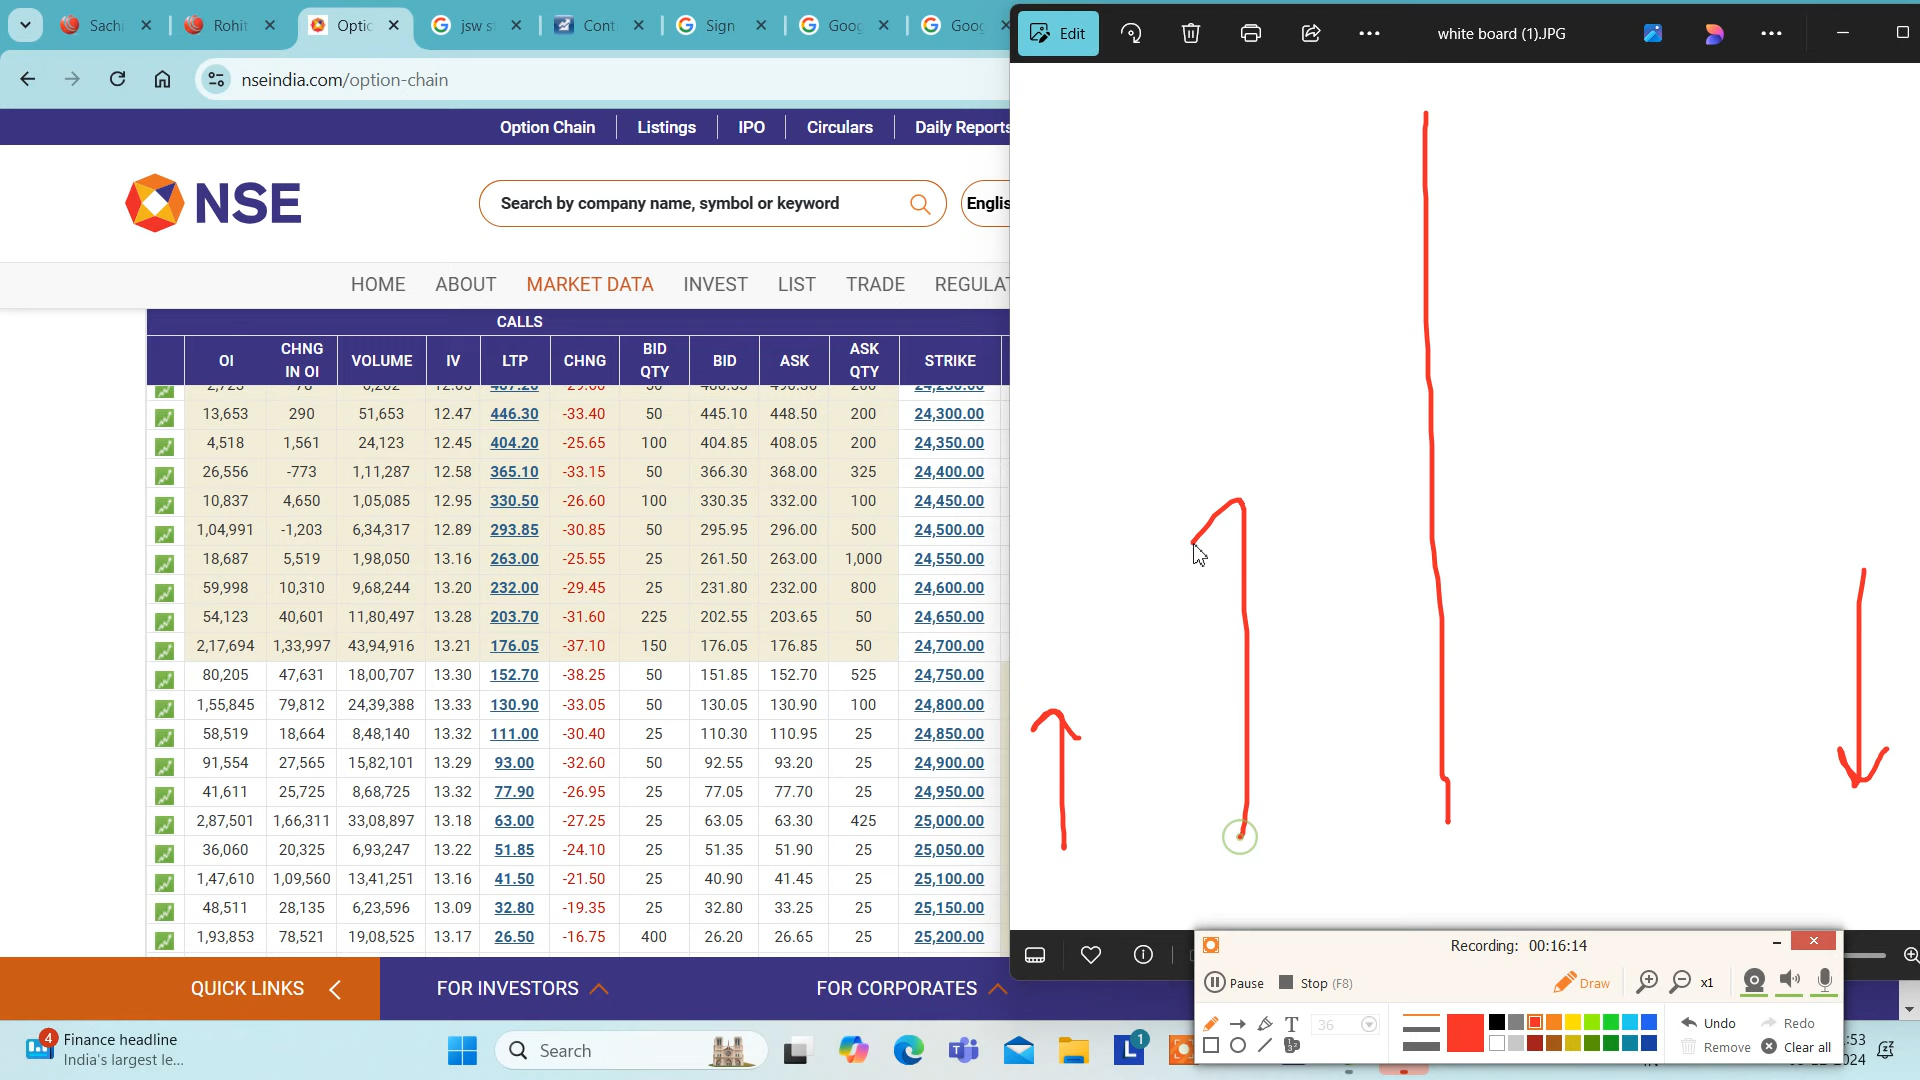 Sachi
Rohit
Optic
jsw s
Cont
Sign
Goog
Goog
Edit
white board (1).JPG
nseindia.com/option-chain
Option Chain
Listings
IPO
Circulars
Daily Reports
NSE
Search by company name, symbol or keyword
Englis
HOME ABOUT MARKET DATA INVEST LIST TRADE REGULAT
CALLS
OI CHNG IN OI VOLUME IV LTP CHNG BID QTY BID ASK ASK QTY STRIKE
13,653 290 51,653 12.47 446.30 -33.40 50 445.10 448.50 200 24,300.00
4,518 1,561 24,123 12.45 404.20 -25.65 100 404.85 408.05 200 24,350.00
26,556 -773 1,11,287 12.58 365.10 -33.15 50 366.30 368.00 325 24,400.00
10,837 4,650 1,05,085 12.95 330.50 -26.60 100 330.35 332.00 100 24,450.00
1,04,991 -1,203 6,34,317 12.89 293.85 -30.85 50 295.95 296.00 500 24,500.00
18,687 5,519 1,98,050 13.16 263.00 -25.55 25 261.50 263.00 1,000 24,550.00
59,998 10,310 9,68,244 13.20 232.00 -29.45 25 231.80 232.00 800 24,600.00
54,123 40,601 11,80,497 13.28 203.70 -31.60 225 202.55 203.65 50 24,650.00
2,17,694 1,33,997 43,94,916 13.21 176.05 -37.10 150 176.05 176.85 50 24,700.00
80,205 47,631 18,00,707 13.30 152.70 -38.25 50 151.85 152.70 525 24,750.00
1,55,845 79,812 24,39,388 13.33 130.90 -33.05 50 130.05 130.90 100 24,800.00
58,519 18,664 8,48,140 13.32 111.00 -30.40 25 110.30 110.95 25 24,850.00
91,554 27,565 15,82,101 13.29 93.00 -32.60 50 92.55 93.20 25 24,900.00
41,611 25,725 8,68,725 13.32 77.90 -26.95 25 77.05 77.70 25 24,950.00
2,87,501 1,66,311 33,08,897 13.18 63.00 -27.25 25 63.05 63.30 425 25,000.00
36,060 20,325 6,93,247 13.22 51.85 -24.10 25 51.35 51.90 25 25,050.00
1,47,610 1,09,560 13,41,251 13.16 41.50 -21.50 25 40.90 41.45 25 25,100.00
48,511 28,135 6,23,596 13.09 32.80 -19.35 25 32.80 33.25 25 25,150.00
1,93,853 78,521 19,08,525 13.17 26.50 -16.75 400 26.20 26.65 25 25,200.00
QUICK LINKS
FOR INVESTORS
FOR CORPORATES
Recording: 00:16:14
Pause
Stop (F8)
Draw
x1
T
36
Undo
Redo
Remove
Clear all
4
Finance headline
India's largest le...
Search
1
:53
2024